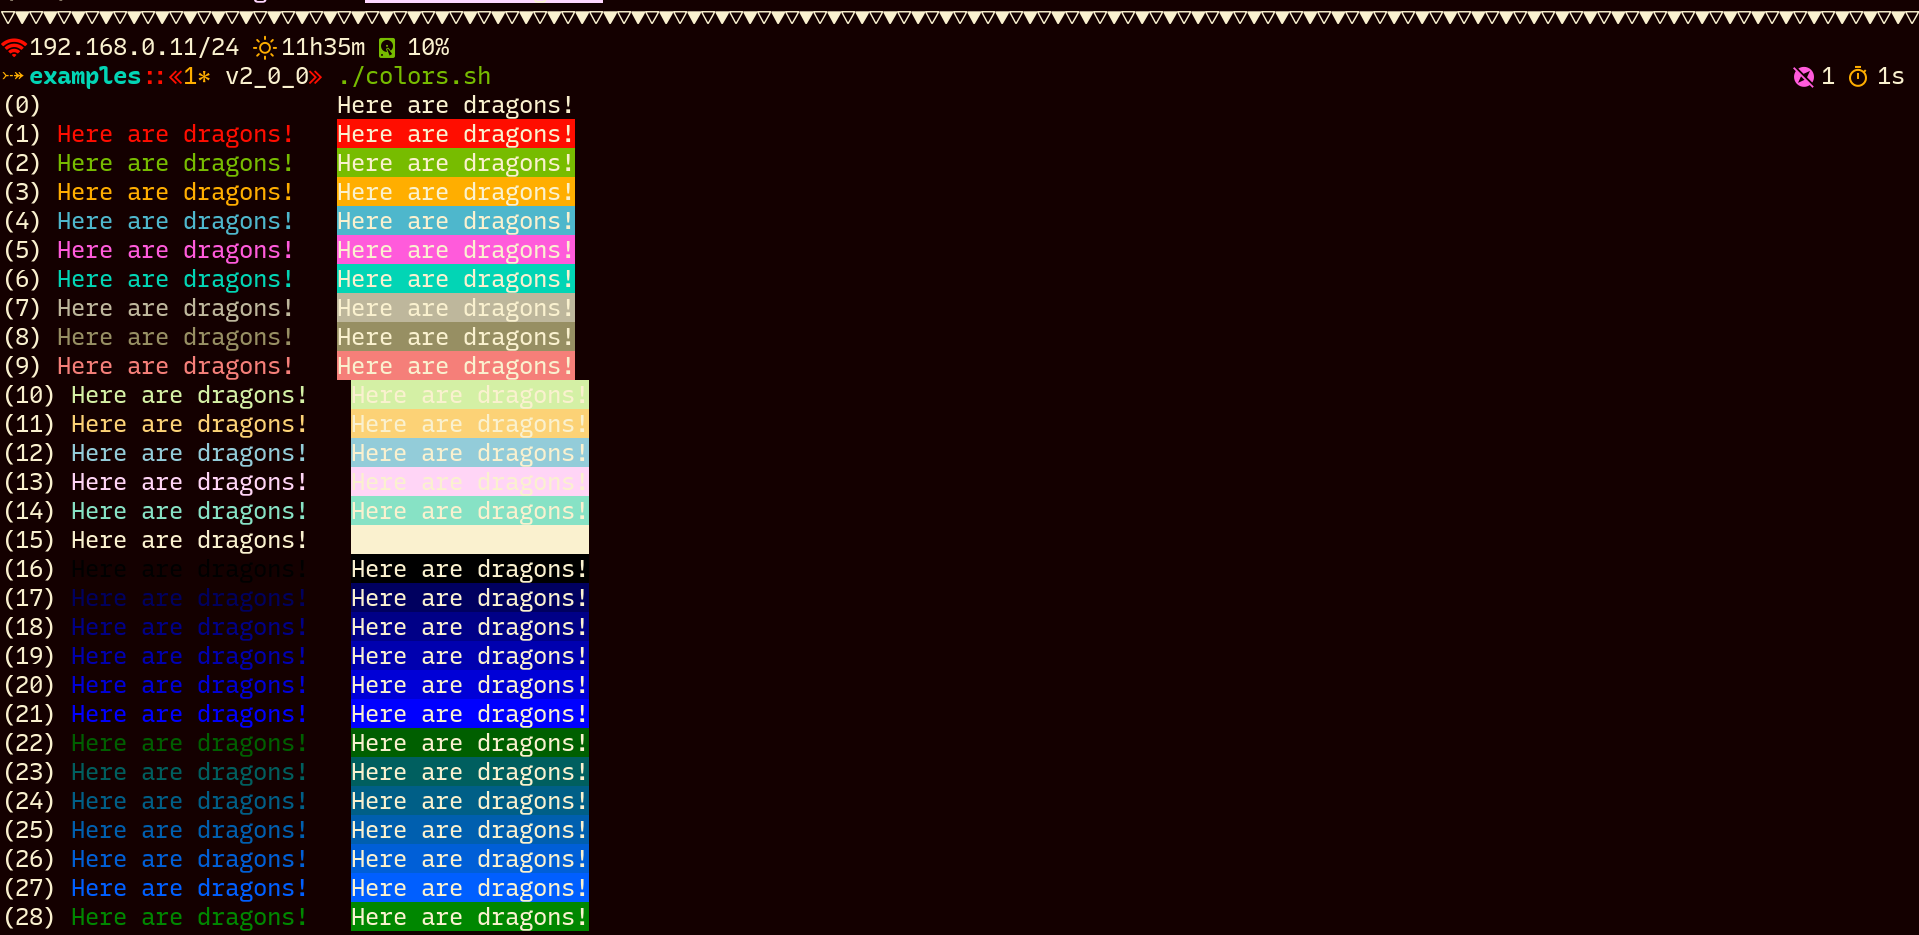 192.168.0.11/24 11h35m 10%
examples::«1* v2_0_0» ./colors.sh 1 1s
(0) Here are dragons!
(1) Here are dragons! Here are dragons!
(2) Here are dragons! Here are dragons!
(3) Here are dragons! Here are dragons!
(4) Here are dragons! Here are dragons!
(5) Here are dragons! Here are dragons!
(6) Here are dragons! Here are dragons!
(7) Here are dragons! Here are dragons!
(8) Here are dragons! Here are dragons!
(9) Here are dragons! Here are dragons!
(10) Here are dragons! Here are dragons!
(11) Here are dragons! Here are dragons!
(12) Here are dragons! Here are dragons!
(13) Here are dragons! Here are dragons!
(14) Here are dragons! Here are dragons!
(15) Here are dragons!
(16) Here are dragons! Here are dragons!
(17) Here are dragons! Here are dragons!
(18) Here are dragons! Here are dragons!
(19) Here are dragons! Here are dragons!
(20) Here are dragons! Here are dragons!
(21) Here are dragons! Here are dragons!
(22) Here are dragons! Here are dragons!
(23) Here are dragons! Here are dragons!
(24) Here are dragons! Here are dragons!
(25) Here are dragons! Here are dragons!
(26) Here are dragons! Here are dragons!
(27) Here are dragons! Here are dragons!
(28) Here are dragons! Here are dragons!